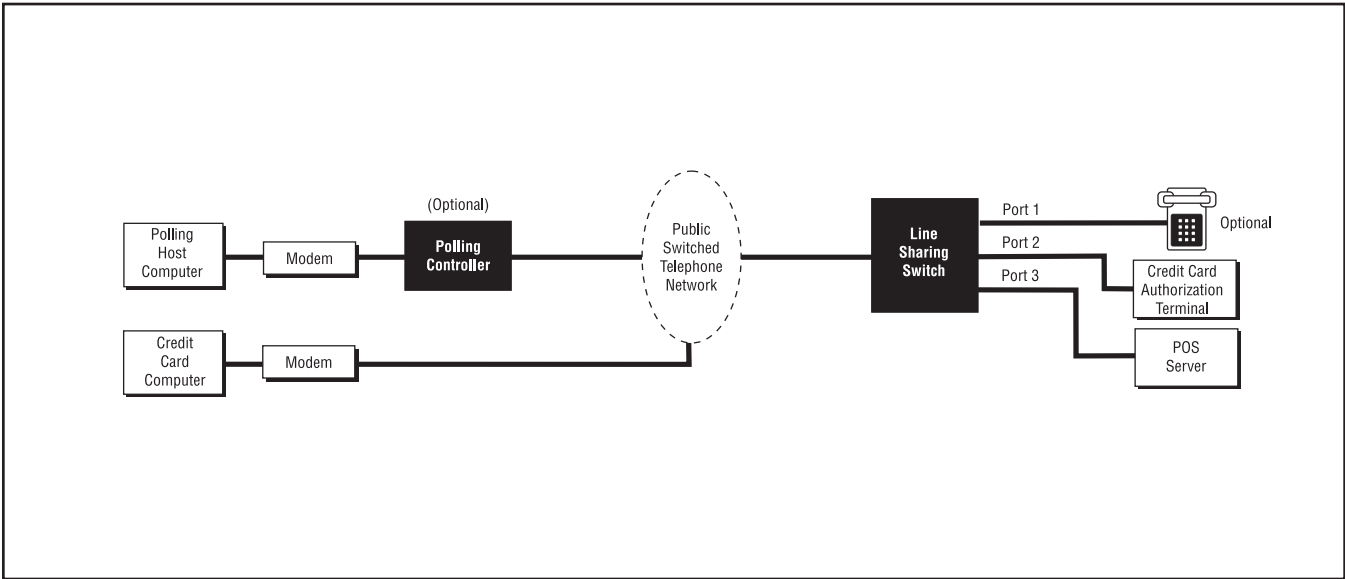 (Optional)
Polling
Host
Computer
Modem
Polling
Controller
Public
Switched
Telephone
Network
Line
Sharing
Switch
Port 1
Port 2
Port 3
Optional
Credit Card
Authorization
Terminal
POS
Server
Credit
Card
Computer
Modem